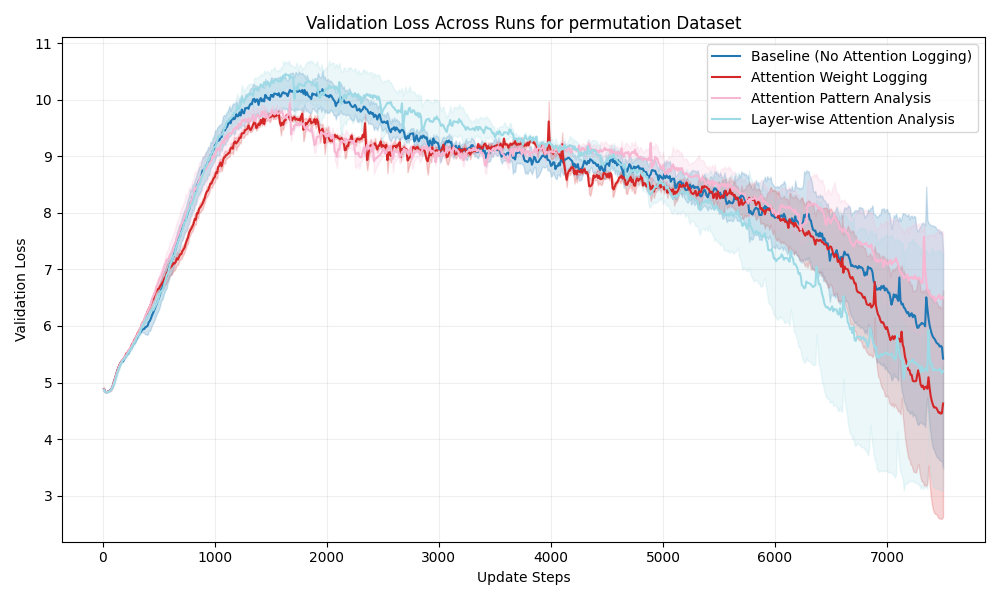 Validation Loss Across Runs for permutation Dataset
Baseline (No Attention Logging)
Attention Weight Logging
Attention Pattern Analysis
Layer-wise Attention Analysis
Validation Loss
11
10
9
8
7
6
5
4
3
0 1000 2000 3000 4000 5000 6000 7000
Update Steps